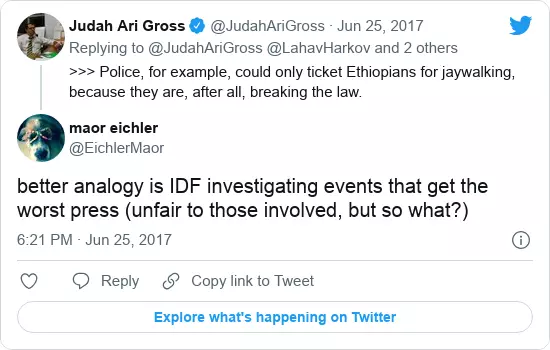 Judah Ari Gross @JudahAriGross · Jun 25, 2017
Replying to @JudahAriGross @LahavHarkov and 2 others
>>> Police, for example, could only ticket Ethiopians for jaywalking,
because they are, after all, breaking the law.
maor eichler
@EichlerMaor
better analogy is IDF investigating events that get the
worst press (unfair to those involved, but so what?)
6:21 PM · Jun 25, 2017
Reply Copy link to Tweet
Explore what's happening on Twitter